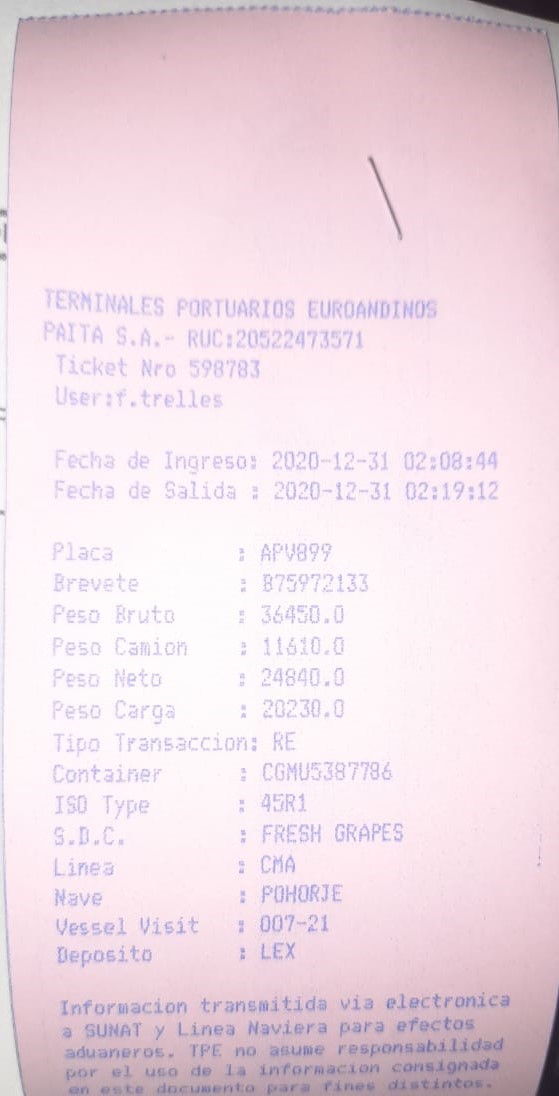 TERMINALES PORTUARIOS EUROANDINOS
PAITA S.A.- RUC:20522473571
Ticket Nro 598783
User:f.trelles
Fecha de Ingreso: 2020-12-31 02:08:44
Fecha de Salida : 2020-12-31 02:19:12
Placa : APV899
Brevete : B75972133
Peso Bruto : 36450.0
Peso Camion : 11610.0
Peso Neto : 24840.0
Peso Carga : 20230.0
Tipo Transaccion: RE
Container : CGMU5387786
ISO Type : 45R1
S.D.C. : FRESH GRAPES
Linea : CMA
Nave : POHORJE
Vessel Visit : 007-21
Deposito : LEX
Informacion transmitida via electronica
a SUNAT y Linea Naviera para efectos
aduaneros. TPE no asume responsabilidad
por el uso de la informacion consignada
en este documento para fines distintos.